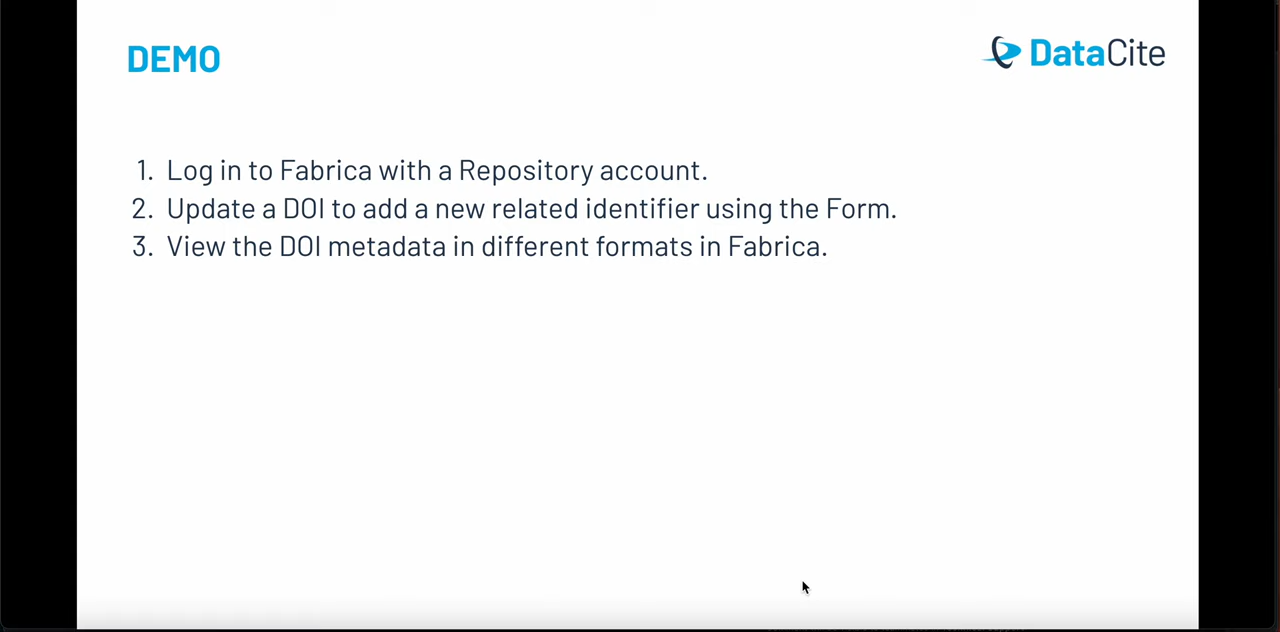 DEMO
DataCite
1. Log in to Fabrica with a Repository account.
2. Update a DOI to add a new related identifier using the Form.
3. View the DOI metadata in different formats in Fabrica.